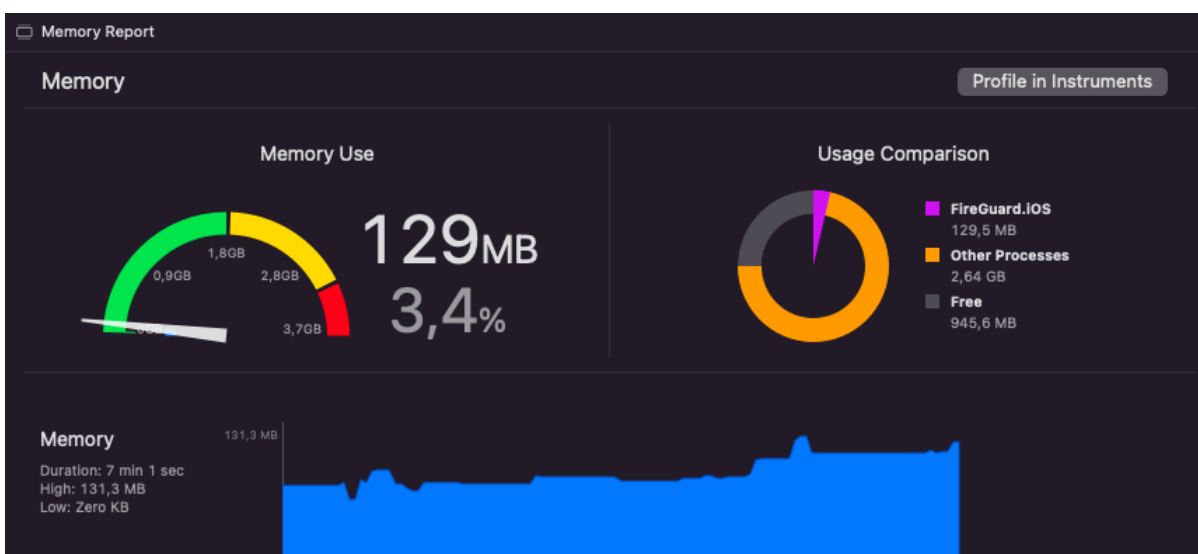 Memory Report
Memory
Profile in Instruments
Memory Use
0GB
0,9GB
1,8GB
2,8GB
3,7GB
129MB
3,4%
Usage Comparison
FireGuard.iOS
129,5 MB
Other Processes
2,64 GB
Free
945,6 MB
Memory
Duration: 7 min 1 sec
High: 131,3 MB
Low: Zero KB
131,3 MB